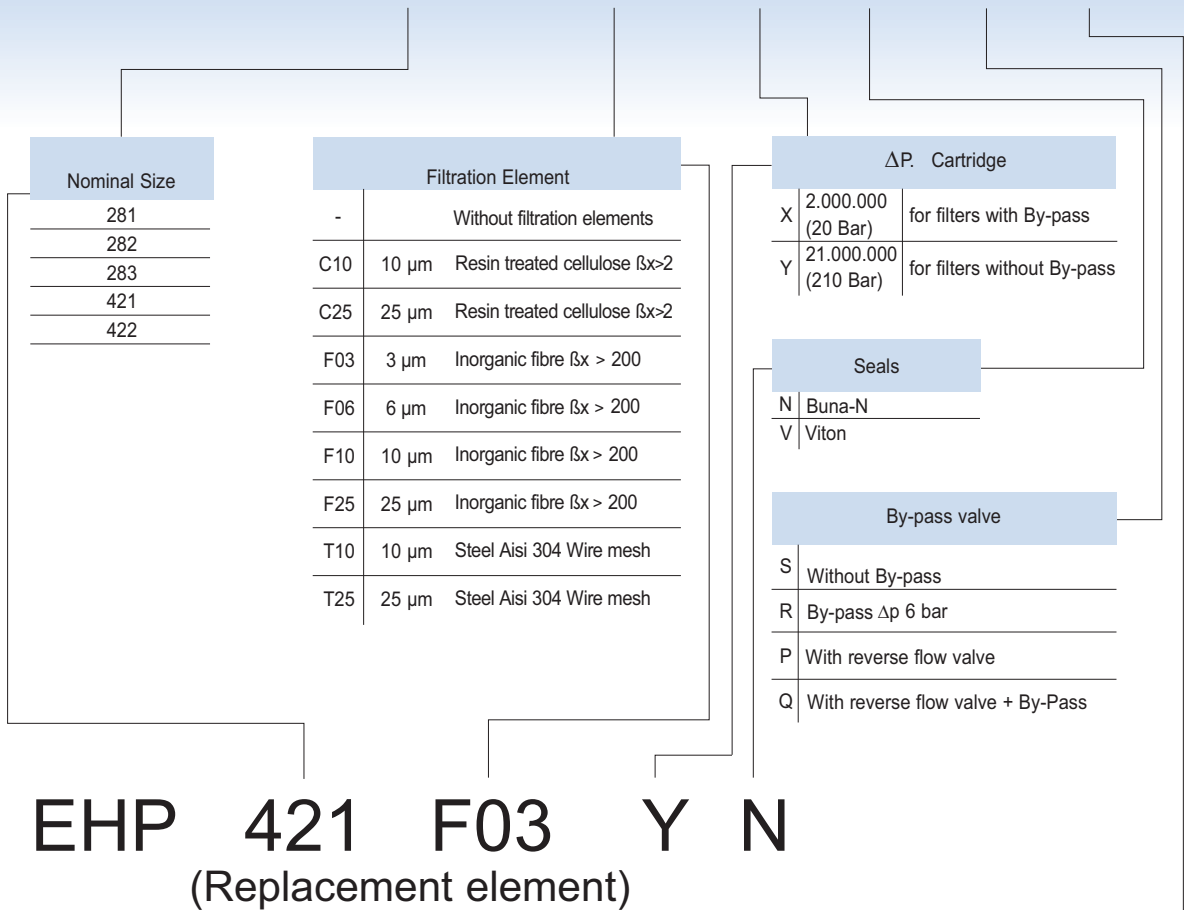 Nominal Size
281
282
283
421
422
Filtration Element
- Without filtration elements
C10 10 µm Resin treated cellulose ßx>2
C25 25 µm Resin treated cellulose ßx>2
F03 3 µm Inorganic fibre ßx > 200
F06 6 µm Inorganic fibre ßx > 200
F10 10 µm Inorganic fibre ßx > 200
F25 25 µm Inorganic fibre ßx > 200
T10 10 µm Steel Aisi 304 Wire mesh
T25 25 µm Steel Aisi 304 Wire mesh
ΔP. Cartridge
X 2.000.000 (20 Bar) for filters with By-pass
Y 21.000.000 (210 Bar) for filters without By-pass
Seals
N Buna-N
V Viton
By-pass valve
S Without By-pass
R By-pass Δp 6 bar
P With reverse flow valve
Q With reverse flow valve + By-Pass
EHP 421 F03 Y N
(Replacement element)